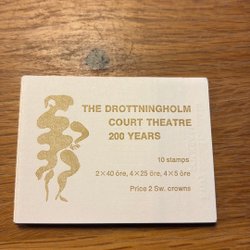 THE DROTTNINGHOLM
COURT THEATRE
200 YEARS
10 stamps
2×40 öre, 4×25 öre, 4×5 öre
Price 2 Sw. crowns